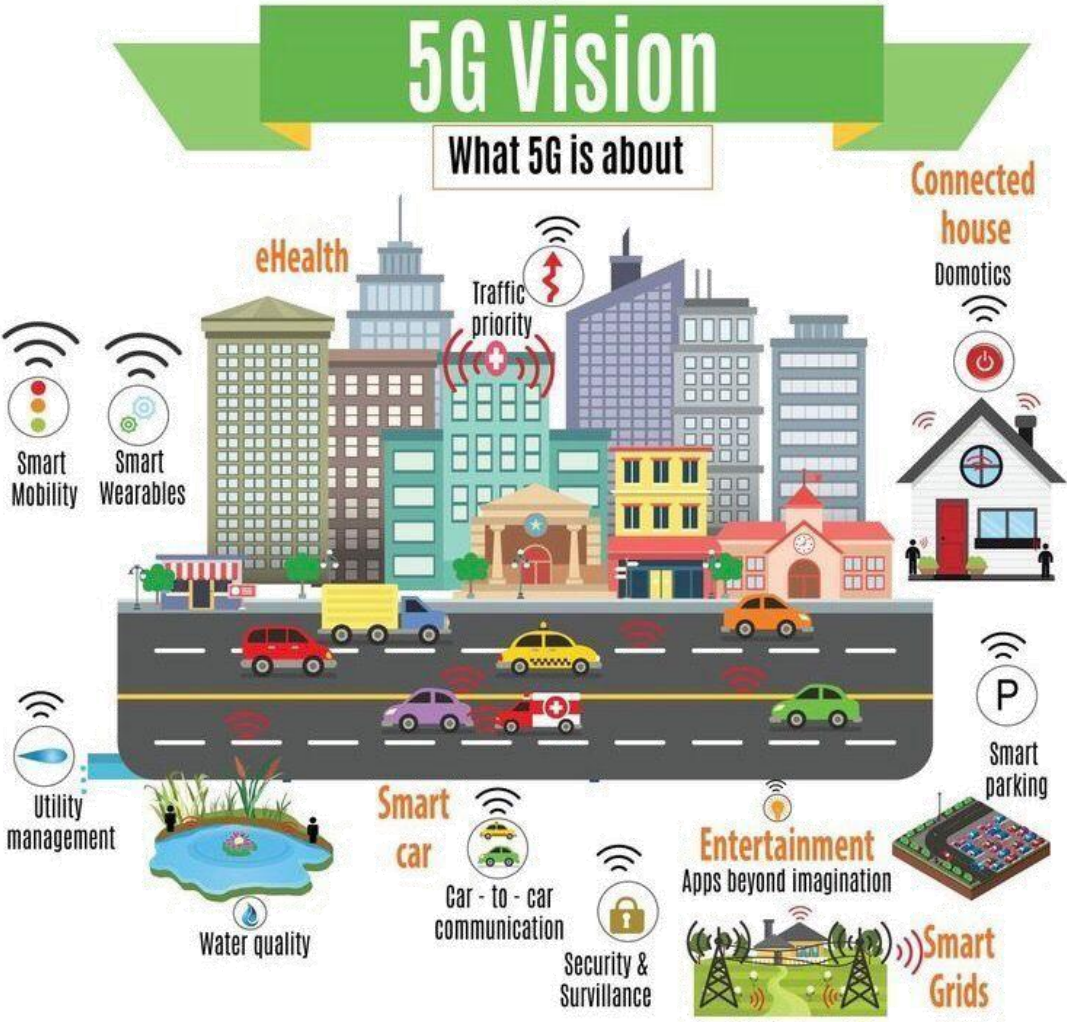 5G Vision
What 5G is about
Connected
house
Domotics
eHealth
Traffic
priority
Smart
Mobility
Smart
Wearables
P
Smart
parking
Utility
management
Water quality
Smart
car
Car - to - car
communication
Security &
Survillance
Entertainment
Apps beyond imagination
Smart
Grids